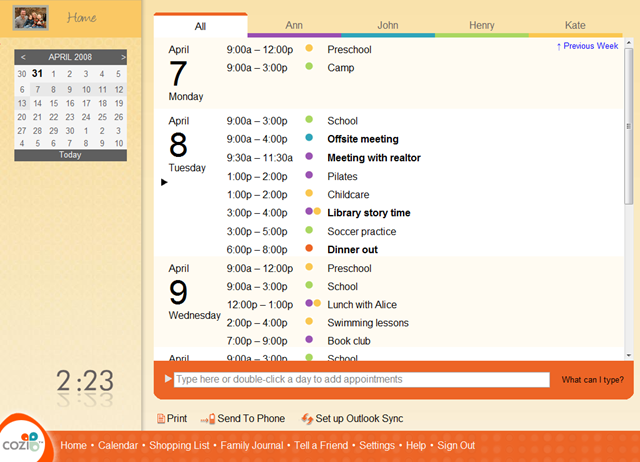 Home
< APRIL 2008 >
30 31 1 2 3 4 5
6 7 8 9 10 11 12
13 14 15 16 17 18 19
20 21 22 23 24 25 26
27 28 29 30 1 2 3
4 5 6 7 8 9 10
Today
2:23
All Ann John Henry Kate
↑ Previous Week
April
7
Monday
9:00a – 12:00p Preschool
9:00a – 3:00p Camp
April
8
Tuesday
9:00a – 3:00p School
9:00a – 4:00p Offsite meeting
9:30a – 11:30a Meeting with realtor
1:00p – 2:00p Pilates
1:00p – 2:00p Childcare
3:00p – 4:00p Library story time
3:00p – 5:00p Soccer practice
6:00p – 8:00p Dinner out
April
9
Wednesday
9:00a – 12:00p Preschool
9:00a – 3:00p School
12:00p – 1:00p Lunch with Alice
2:00p – 4:00p Swimming lessons
7:00p – 9:00p Book club
April 9:00a – 3:00p School
Type here or double-click a day to add appointments
What can I type?
Print Send To Phone Set up Outlook Sync
cozi
Home • Calendar • Shopping List • Family Journal • Tell a Friend • Settings • Help • Sign Out